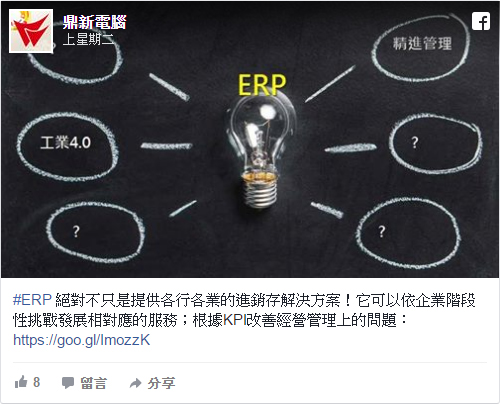 鼎新電腦
上星期二
精進管理
ERP
工業4.0
?
?
?
#ERP 絕對不只是提供各行各業的進銷存解決方案！它可以依企業階段
性挑戰發展相對應的服務；根據KPI改善經營管理上的問題：
https://goo.gl/ImozzK
8 留言 分享